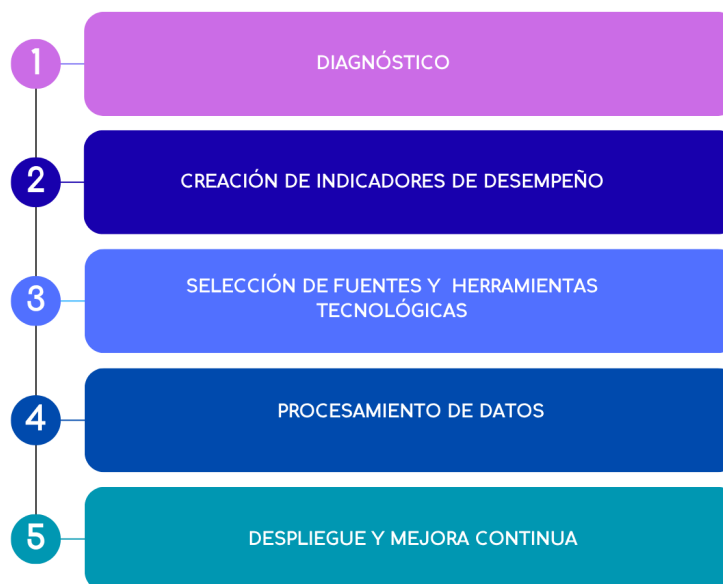 1
DIAGNÓSTICO
2
CREACIÓN DE INDICADORES DE DESEMPEÑO
3
SELECCIÓN DE FUENTES Y HERRAMIENTAS
TECNOLÓGICAS
4
PROCESAMIENTO DE DATOS
5
DESPLIEGUE Y MEJORA CONTINUA